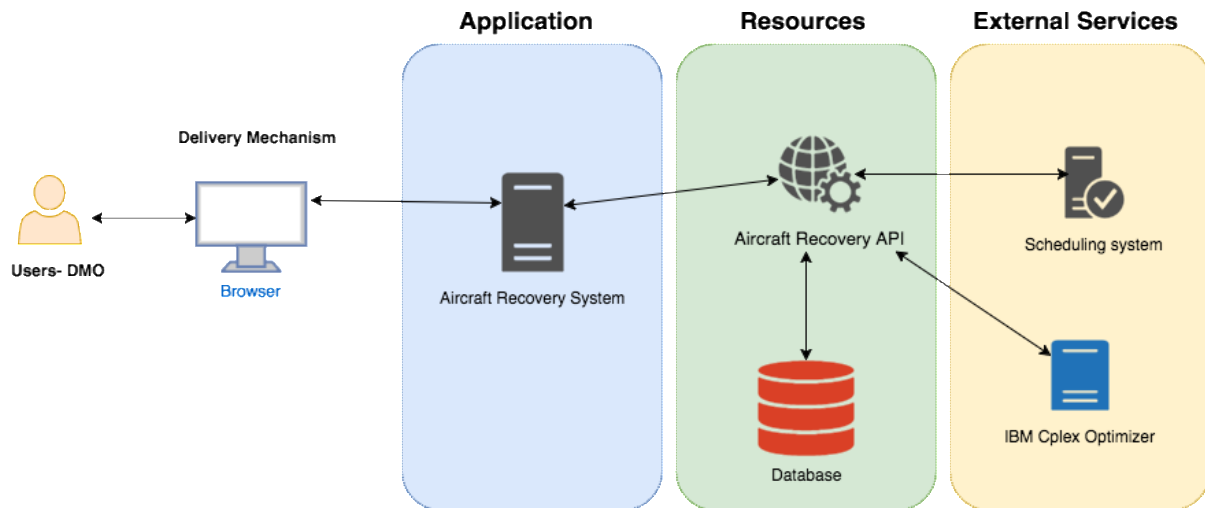 Application
Resources
External Services
Delivery Mechanism
Users- DMO
Browser
Aircraft Recovery System
Aircraft Recovery API
Scheduling system
Database
IBM Cplex Optimizer